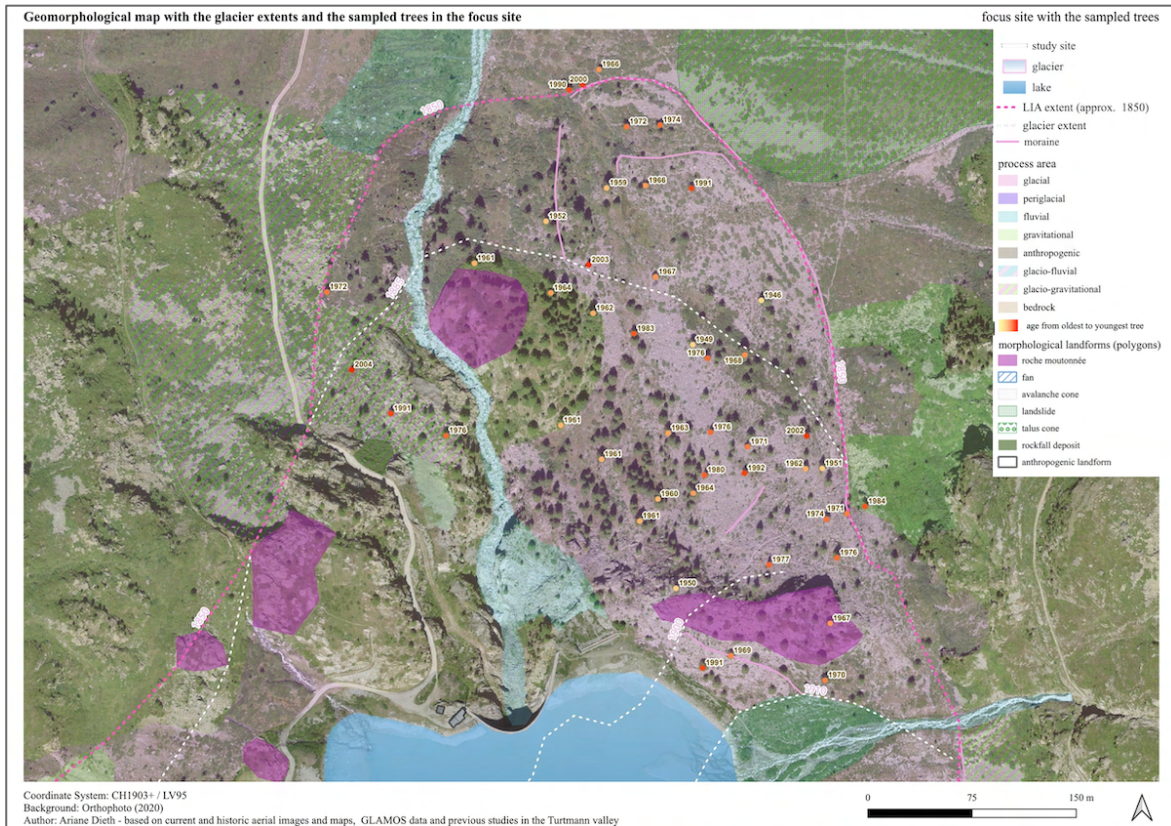 Geomorphological map with the glacier extents and the sampled trees in the focus site
focus site with the sampled trees
study site
glacier
lake
LIA extent (approx. 1850)
glacier extent
moraine
process area
glacial
periglacial
fluvial
gravitational
anthropogenic
glacio-fluvial
glacio-gravitational
bedrock
age from oldest to youngest tree
morphological landforms (polygons)
roche moutonnée
fan
avalanche cone
landslide
talus cone
rockfall deposit
anthropogenic landform
1966
1990 2000
1850
1972 1974
1959 1966 1991
1952
1961 2003
1967
1972 1964 1946
1962
1983
1949
1976 1968
2004
1991
1976 1961 1963 1976 2002
1971
1961 1962 1951
1980 1992
1960 1964
1961 1974 1971 1984
1976
1977
1950
1967
1850
1969
1991
1970
1910
Coordinate System: CH1903+ / LV95
Background: Orthophoto (2020)
Author: Ariane Dieth - based on current and historic aerial images and maps, GLAMOS data and previous studies in the Turtmann valley
0 75 150 m